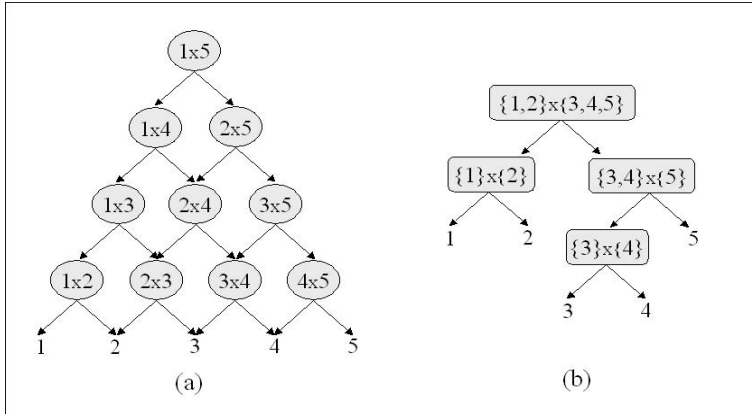 1x5
1x4 2x5
1x3 2x4 3x5
1x2 2x3 3x4 4x5
1 2 3 4 5
(a)
{1,2}x{3,4,5}
{1}x{2} {3,4}x{5}
1 2 {3}x{4} 5
3 4
(b)